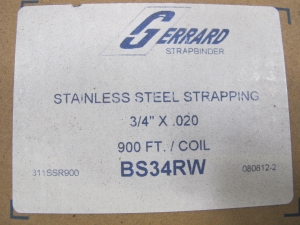 GERRARD
STRAPBINDER
STAINLESS STEEL STRAPPING
3/4" X .020
900 FT. / COIL
311SSR900 BS34RW 080812-2